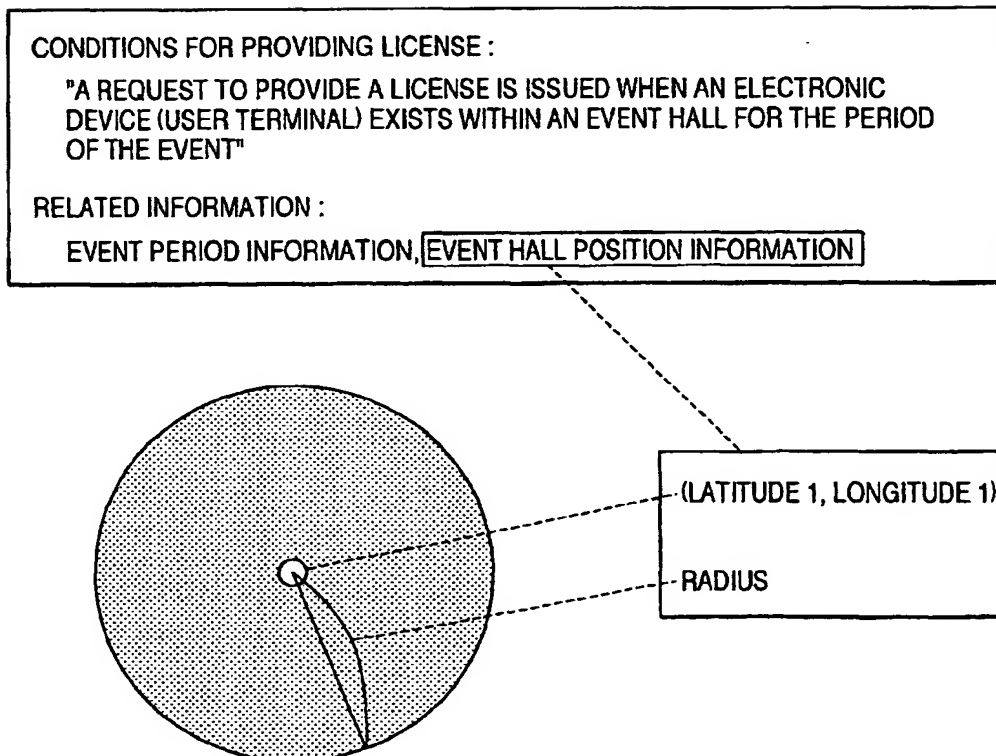 CONDITIONS FOR PROVIDING LICENSE :
"A REQUEST TO PROVIDE A LICENSE IS ISSUED WHEN AN ELECTRONIC
DEVICE (USER TERMINAL) EXISTS WITHIN AN EVENT HALL FOR THE PERIOD
OF THE EVENT"
RELATED INFORMATION :
EVENT PERIOD INFORMATION, EVENT HALL POSITION INFORMATION
(LATITUDE 1, LONGITUDE 1)
RADIUS